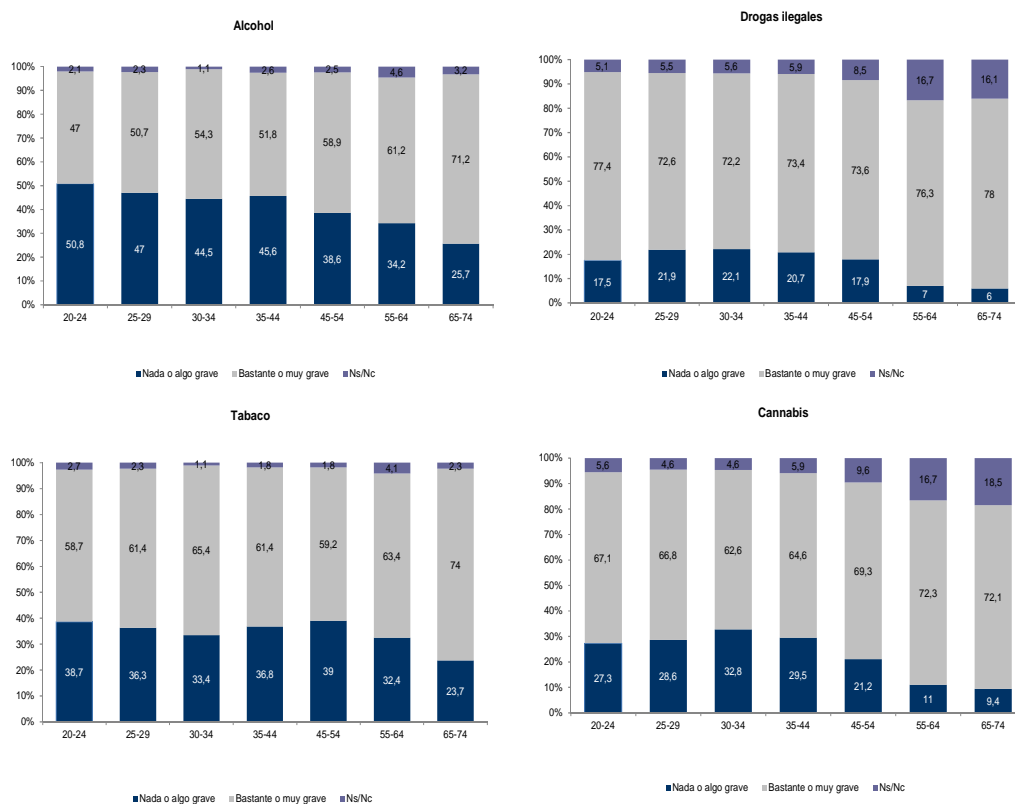 Alcohol
100%
90%
80%
70%
60%
50%
40%
30%
20%
10%
0%
2,1 2,3 1,1 2,6 2,5 4,6 3,2
47 50,7 54,3 51,8 58,9 61,2 71,2
50,8 47 44,5 45,6 38,6 34,2 25,7
20-24 25-29 30-34 35-44 45-54 55-64 65-74
Nada o algo grave Bastante o muy grave Ns/Nc
Drogas ilegales
100%
90%
80%
70%
60%
50%
40%
30%
20%
10%
0%
5,1 5,5 5,6 5,9 8,5 16,7 16,1
77,4 72,6 72,2 73,4 73,6 76,3 78
17,5 21,9 22,1 20,7 17,9 7 6
20-24 25-29 30-34 35-44 45-54 55-64 65-74
Nada o algo grave Bastante o muy grave Ns/Nc
Tabaco
100%
90%
80%
70%
60%
50%
40%
30%
20%
10%
0%
2,7 2,3 1,1 1,8 1,8 4,1 2,3
58,7 61,4 65,4 61,4 59,2 63,4 74
38,7 36,3 33,4 36,8 39 32,4 23,7
20-24 25-29 30-34 35-44 45-54 55-64 65-74
Nada o algo grave Bastante o muy grave Ns/Nc
Cannabis
100%
90%
80%
70%
60%
50%
40%
30%
20%
10%
0%
5,6 4,6 4,6 5,9 9,6 16,7 18,5
67,1 66,8 62,6 64,6 69,3 72,3 72,1
27,3 28,6 32,8 29,5 21,2 11 9,4
20-24 25-29 30-34 35-44 45-54 55-64 65-74
Nada o algo grave Bastante o muy grave Ns/Nc